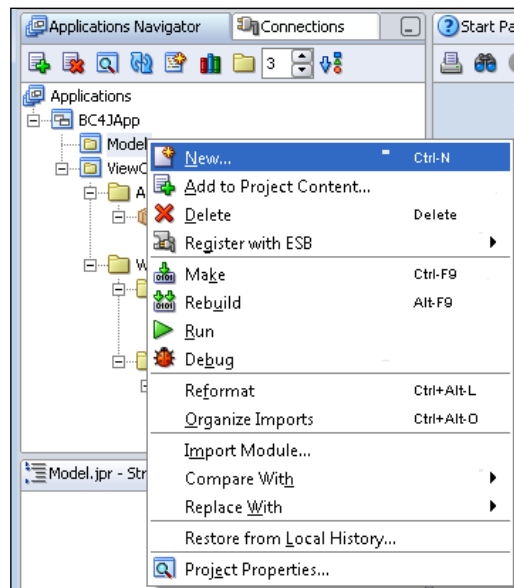 Applications Navigator
Connections
Start Pa
3
Applications
BC4JApp
Model
ViewC
A
W
New... Ctrl-N
Add to Project Content...
Delete Delete
Register with ESB
Make Ctrl-F9
Rebuild Alt-F9
Run
Debug
Reformat Ctrl+Alt-L
Organize Imports Ctrl+Alt-O
Import Module...
Compare With
Replace With
Restore from Local History...
Project Properties...
Model.jpr - Str